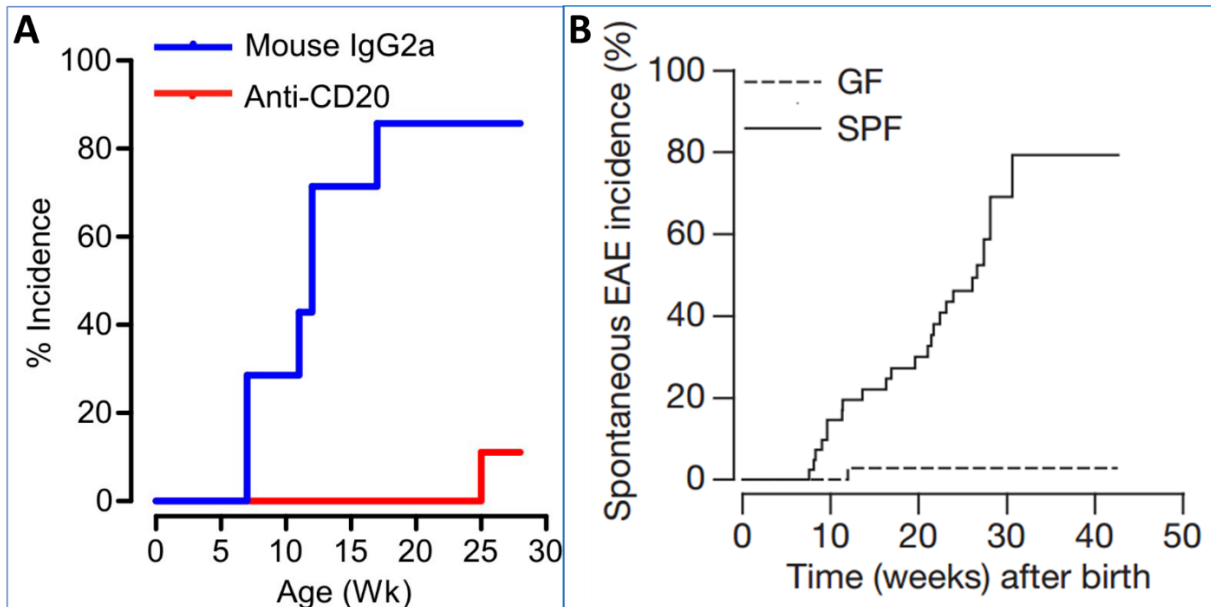 A
Mouse IgG2a
Anti-CD20
% Incidence
100
80
60
40
20
0
0 5 10 15 20 25 30
Age (Wk)
B
GF
SPF
Spontaneous EAE incidence (%)
100
80
60
40
20
0
0 10 20 30 40 50
Time (weeks) after birth